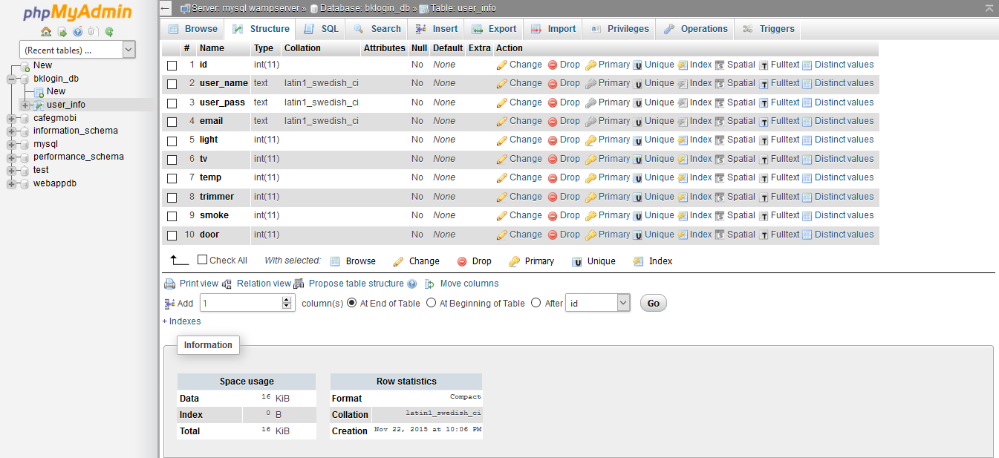 phpMyAdmin
(Recent tables) ...
New
bklogin_db
New
user_info
cafegmobi
information_schema
mysql
performance_schema
test
webappdb
Server: mysql wampserver » Database: bklogin_db » Table: user_info
Browse Structure SQL Search Insert Export Import Privileges Operations Triggers
# Name Type Collation Attributes Null Default Extra Action
1 id int(11) No None Change Drop Primary Unique Index Spatial Fulltext Distinct values
2 user_name text latin1_swedish_ci No None Change Drop Primary Unique Index Spatial Fulltext Distinct values
3 user_pass text latin1_swedish_ci No None Change Drop Primary Unique Index Spatial Fulltext Distinct values
4 email text latin1_swedish_ci No None Change Drop Primary Unique Index Spatial Fulltext Distinct values
5 light int(11) No None Change Drop Primary Unique Index Spatial Fulltext Distinct values
6 tv int(11) No None Change Drop Primary Unique Index Spatial Fulltext Distinct values
7 temp int(11) No None Change Drop Primary Unique Index Spatial Fulltext Distinct values
8 trimmer int(11) No None Change Drop Primary Unique Index Spatial Fulltext Distinct values
9 smoke int(11) No None Change Drop Primary Unique Index Spatial Fulltext Distinct values
10 door int(11) No None Change Drop Primary Unique Index Spatial Fulltext Distinct values
Check All With selected: Browse Change Drop Primary Unique Index
Print view Relation view Propose table structure Move columns
Add 1 column(s) At End of Table At Beginning of Table After id Go
+ Indexes
Information
Space usage
Data 16 KiB
Index 0 B
Total 16 KiB
Row statistics
Format Compact
Collation latin1_swedish_ci
Creation Nov 22, 2015 at 10:06 PM